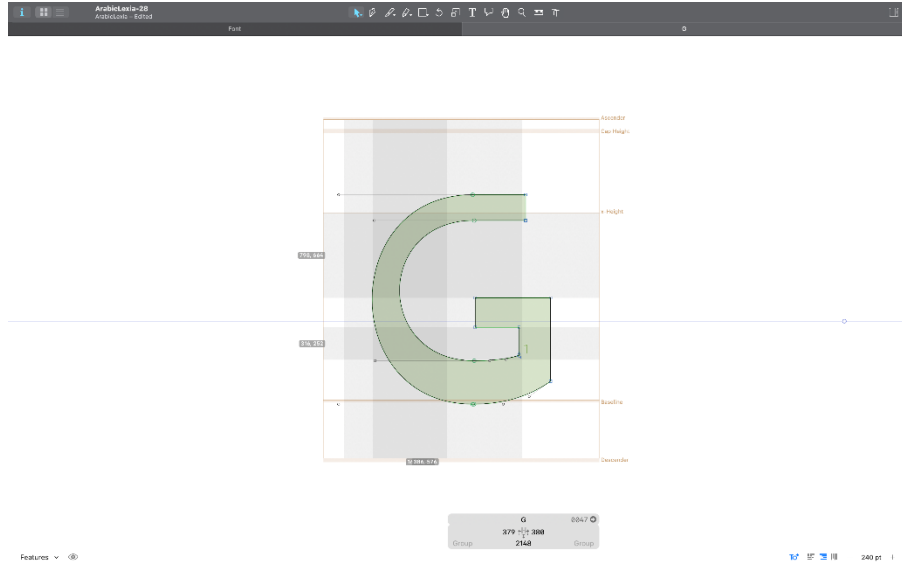 ArabicLexia-28
ArabicLexia – Edited
Font
G
Ascender
Cap Height
x-Height
Baseline
Descender
G
0047
379
380
Group
2148
Group
Features
240 pt